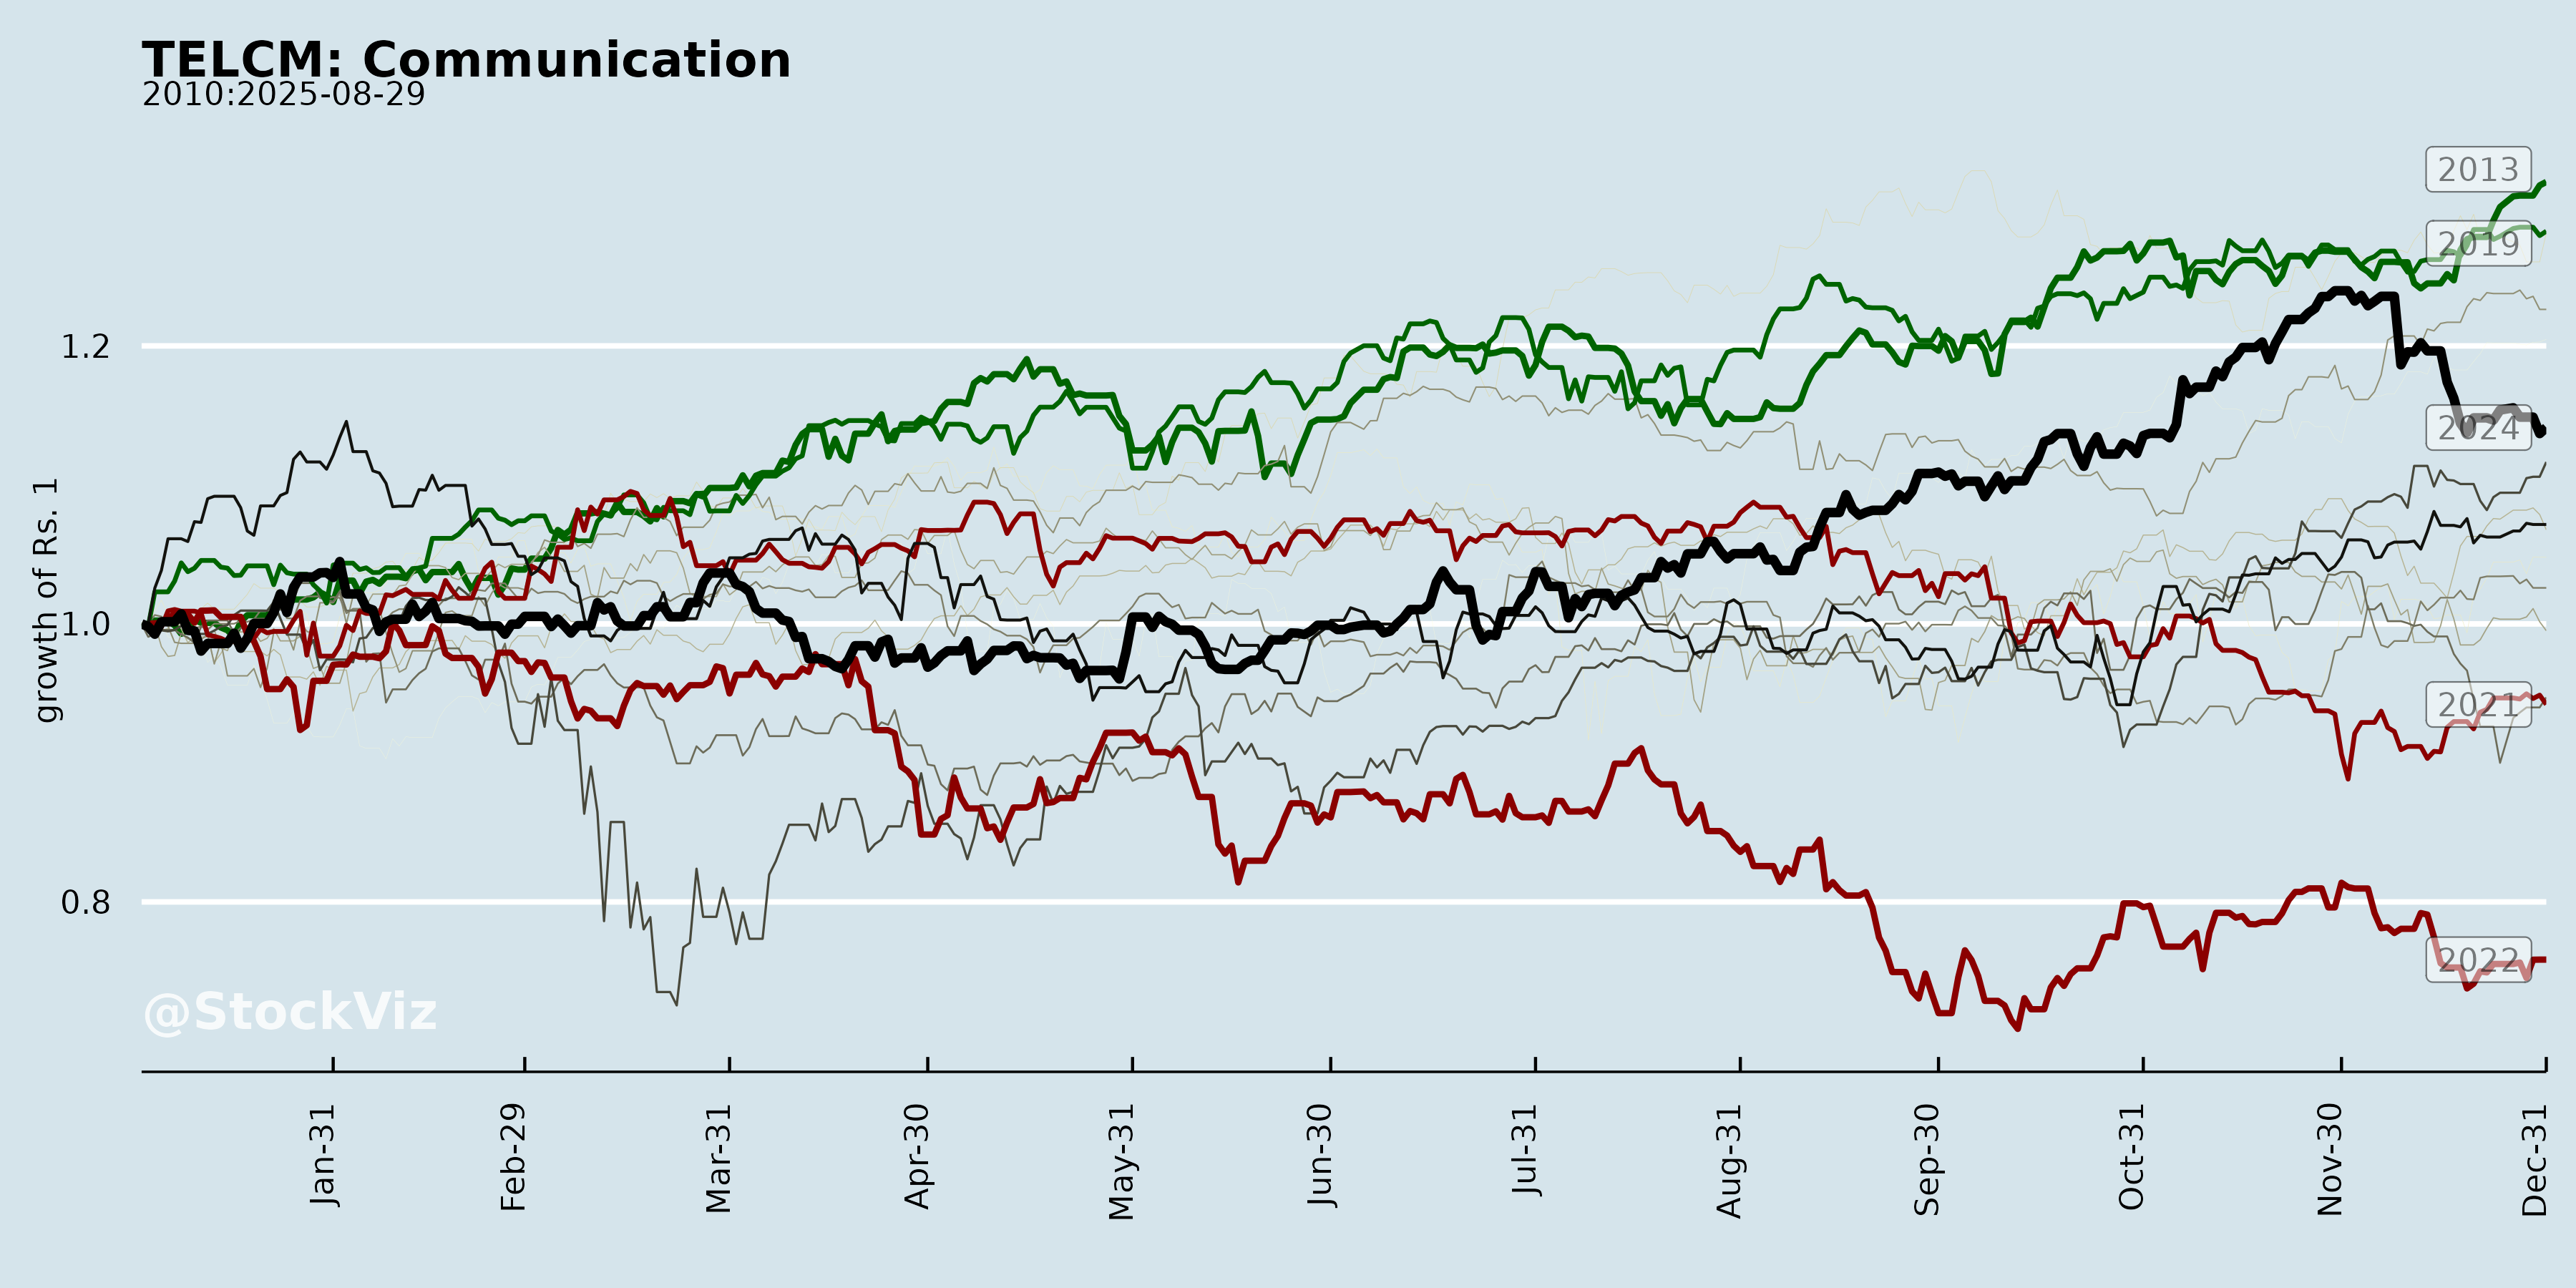 TELCM: Communication
2010:2025-08-29
growth of Rs. 1
1.2
1.0
0.8
2013
2019
2024
2021
2022
@StockViz
Jan-31
Feb-29
Mar-31
Apr-30
May-31
Jun-30
Jul-31
Aug-31
Sep-30
Oct-31
Nov-30
Dec-31